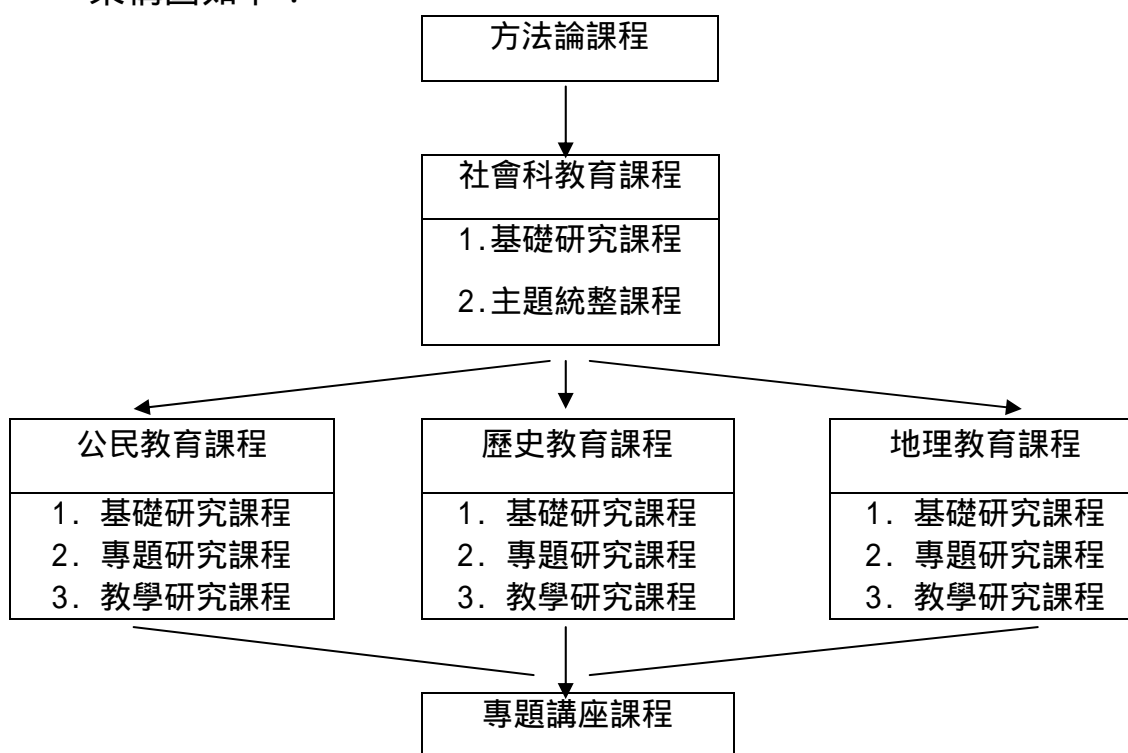 方法論課程
社會科教育課程
1.基礎研究課程
2.主題統整課程
公民教育課程
1. 基礎研究課程
2. 專題研究課程
3. 教學研究課程
歷史教育課程
1. 基礎研究課程
2. 專題研究課程
3. 教學研究課程
地理教育課程
1. 基礎研究課程
2. 專題研究課程
3. 教學研究課程
專題講座課程